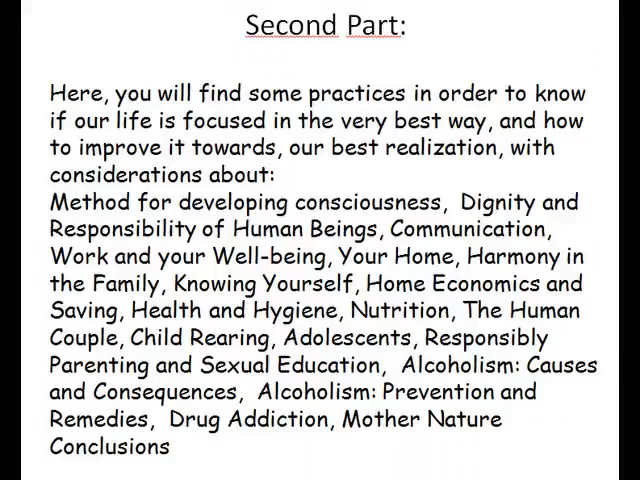 Second Part:
Here, you will find some practices in order to know
if our life is focused in the very best way, and how
to improve it towards, our best realization, with
considerations about:
Method for developing consciousness,  Dignity and
Responsibility of Human Beings, Communication,
Work and your Well-being, Your Home, Harmony in
the Family, Knowing Yourself, Home Economics and
Saving, Health and Hygiene, Nutrition, The Human
Couple, Child Rearing, Adolescents, Responsibly
Parenting and Sexual Education,  Alcoholism: Causes
and Consequences,  Alcoholism: Prevention and
Remedies,  Drug Addiction, Mother Nature
Conclusions